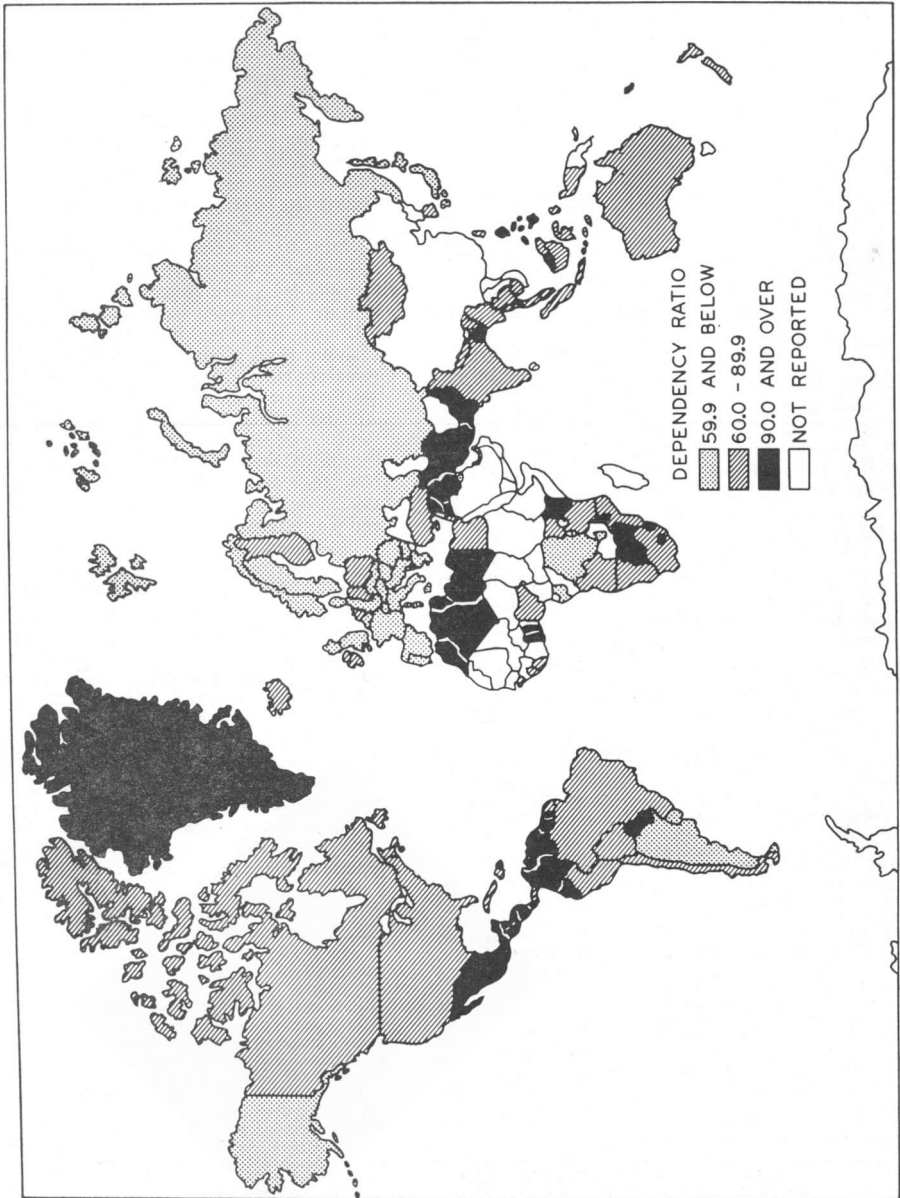 DEPENDENCY RATIO
59.9 AND BELOW
60.0 - 89.9
90.0 AND OVER
NOT REPORTED